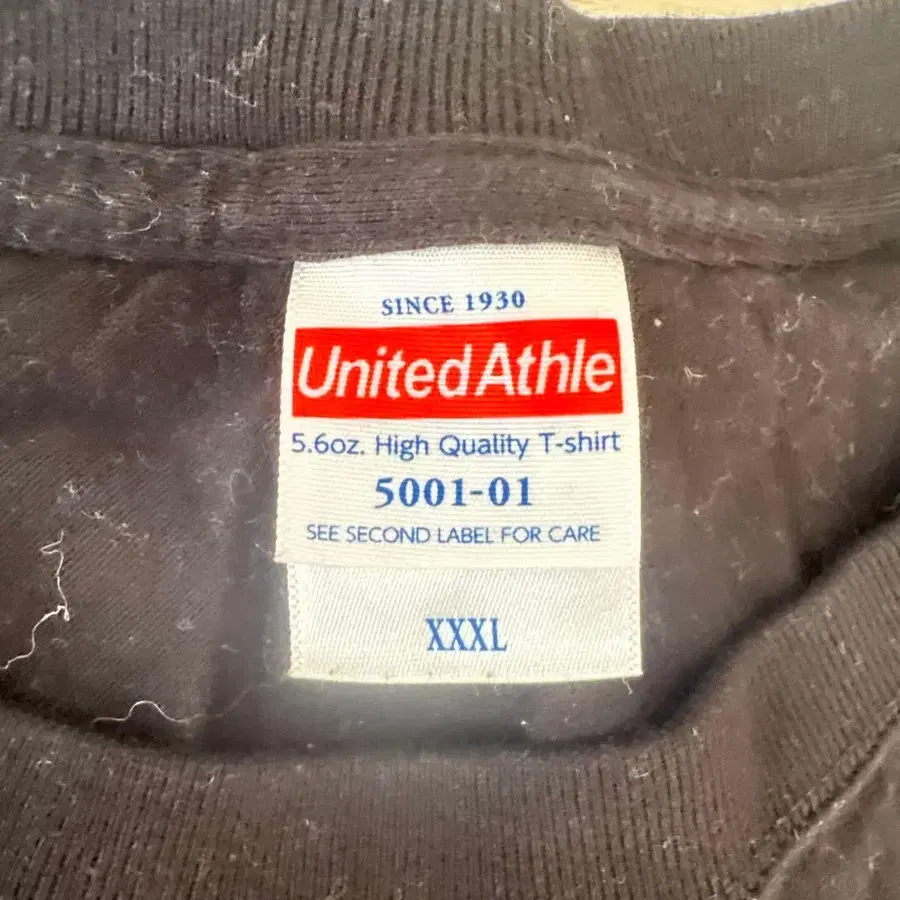 SINCE 1930
United Athle
5.6oz. High Quality T-shirt
5001-01
SEE SECOND LABEL FOR CARE
XXXL